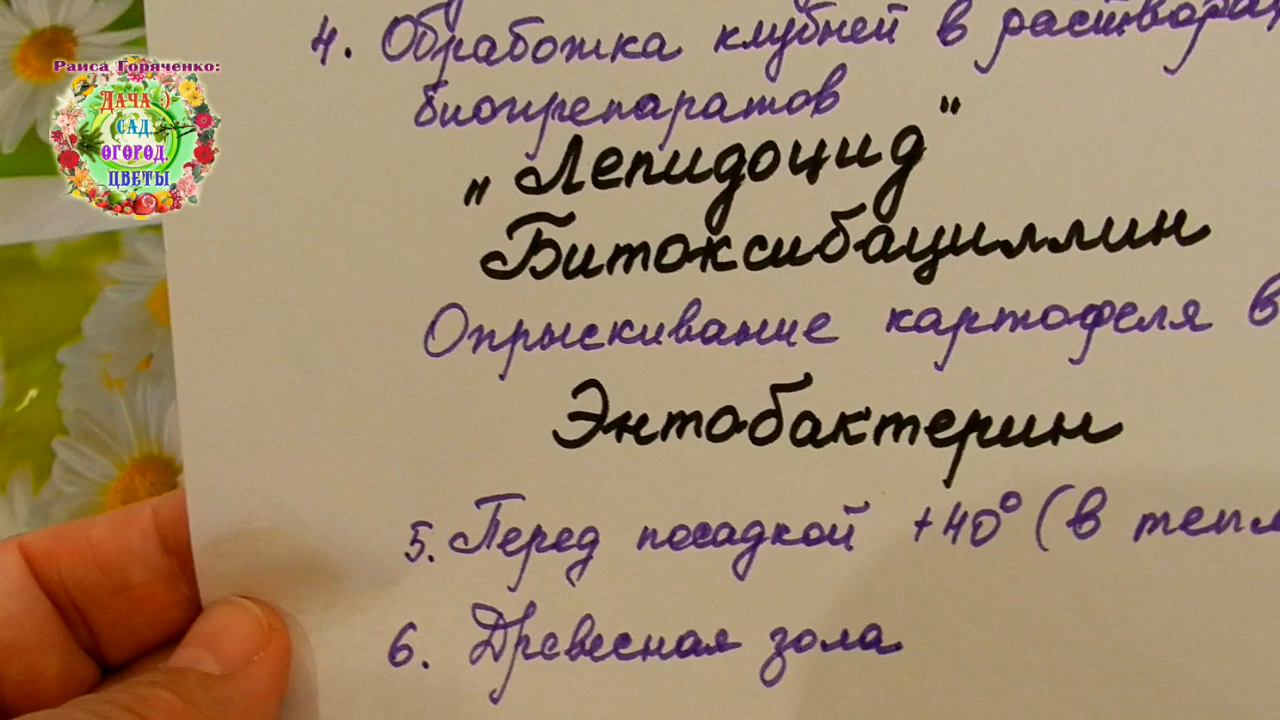 Раиса Горяченко:
Дача :)
САД.
ОГОРОД.
ЦВЕТЫ
4. Обработка клубней в растворах
биопрепаратов
„Лепидоцид"
Битоксибациллин
Опрыскивание картофеля в
Энтобактерин
5. Перед посадкой +40° (в тепл
6. Древесная зола